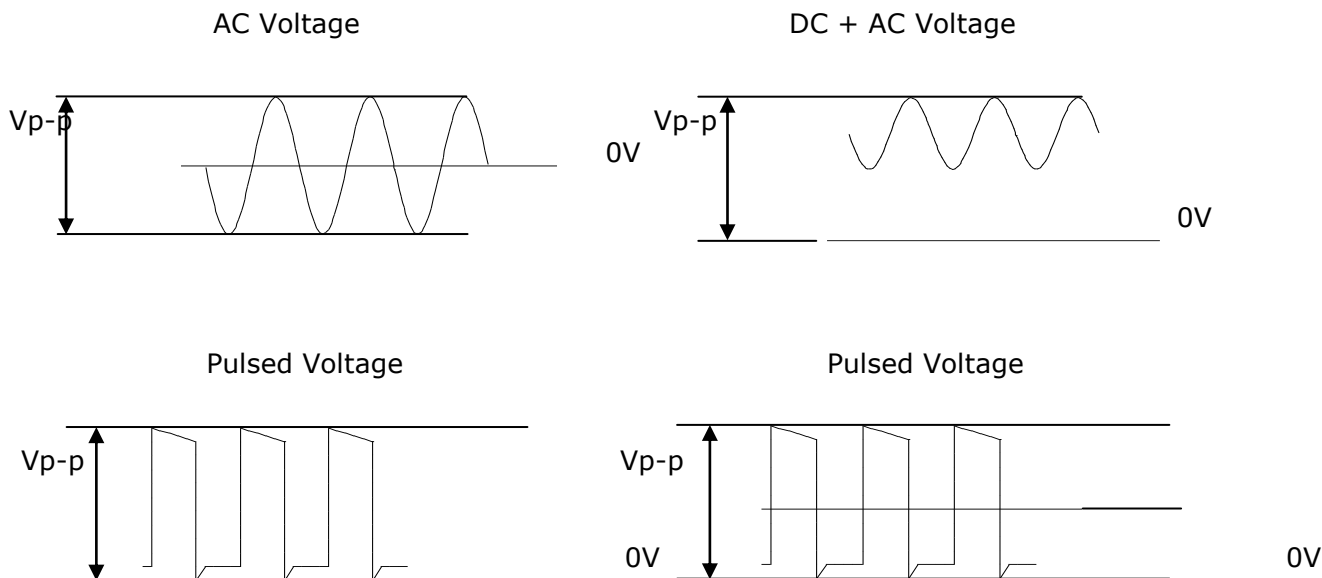 AC Voltage
DC + AC Voltage
Vp-p
0V
Vp-p
0V
Pulsed Voltage
Pulsed Voltage
Vp-p
0V
Vp-p
0V